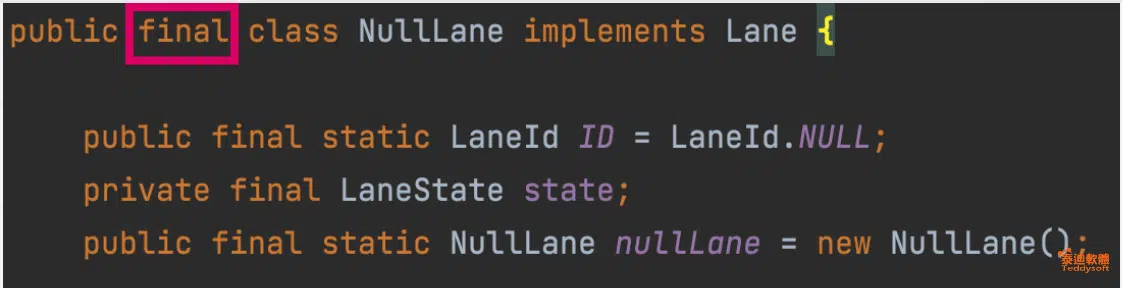 public final class NullLane implements Lane {
public final static LaneId ID = LaneId.NULL;
private final LaneState state;
public final static NullLane nullLane = new NullLane();
泰迪軟體
Teddysoft